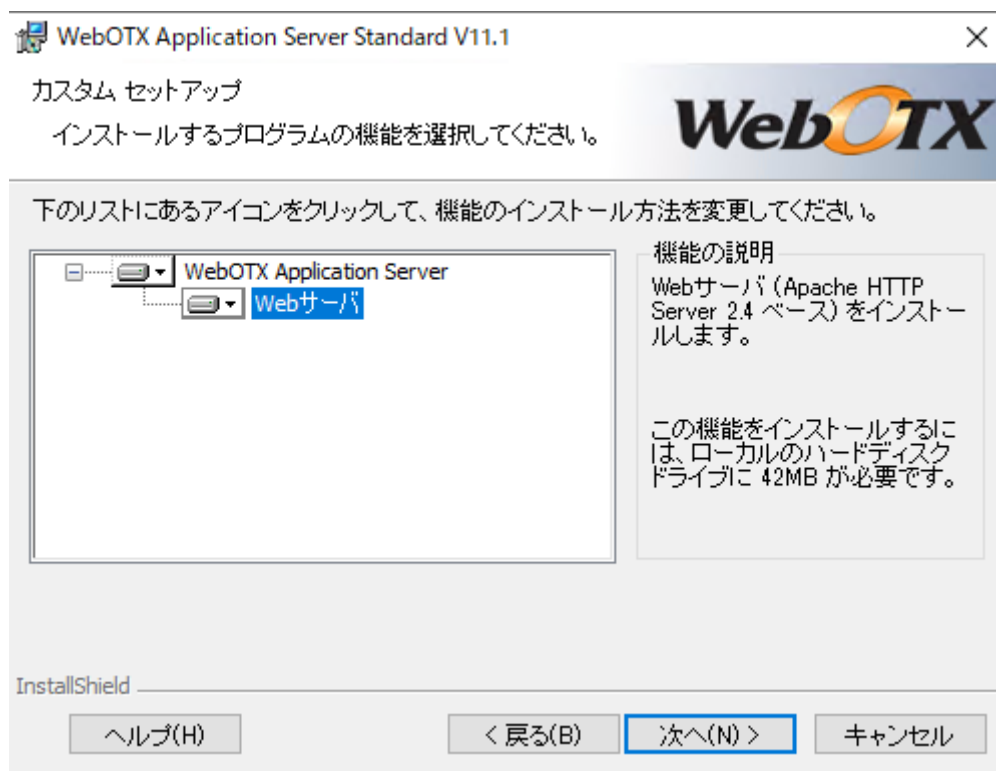 WebOTX Application Server Standard V11.1
カスタム セットアップ
インストールするプログラムの機能を選択してください。
WebOTX
下のリストにあるアイコンをクリックして、機能のインストール方法を変更してください。
WebOTX Application Server
Webサーバ
機能の説明
Webサーバ (Apache HTTP
Server 2.4 ベース) をインストー
ルします。
この機能をインストールするに
は、ローカルのハードディスク
ドライブに 42MB が必要です。
InstallShield
ヘルプ(H)
< 戻る(B)
次へ(N) >
キャンセル